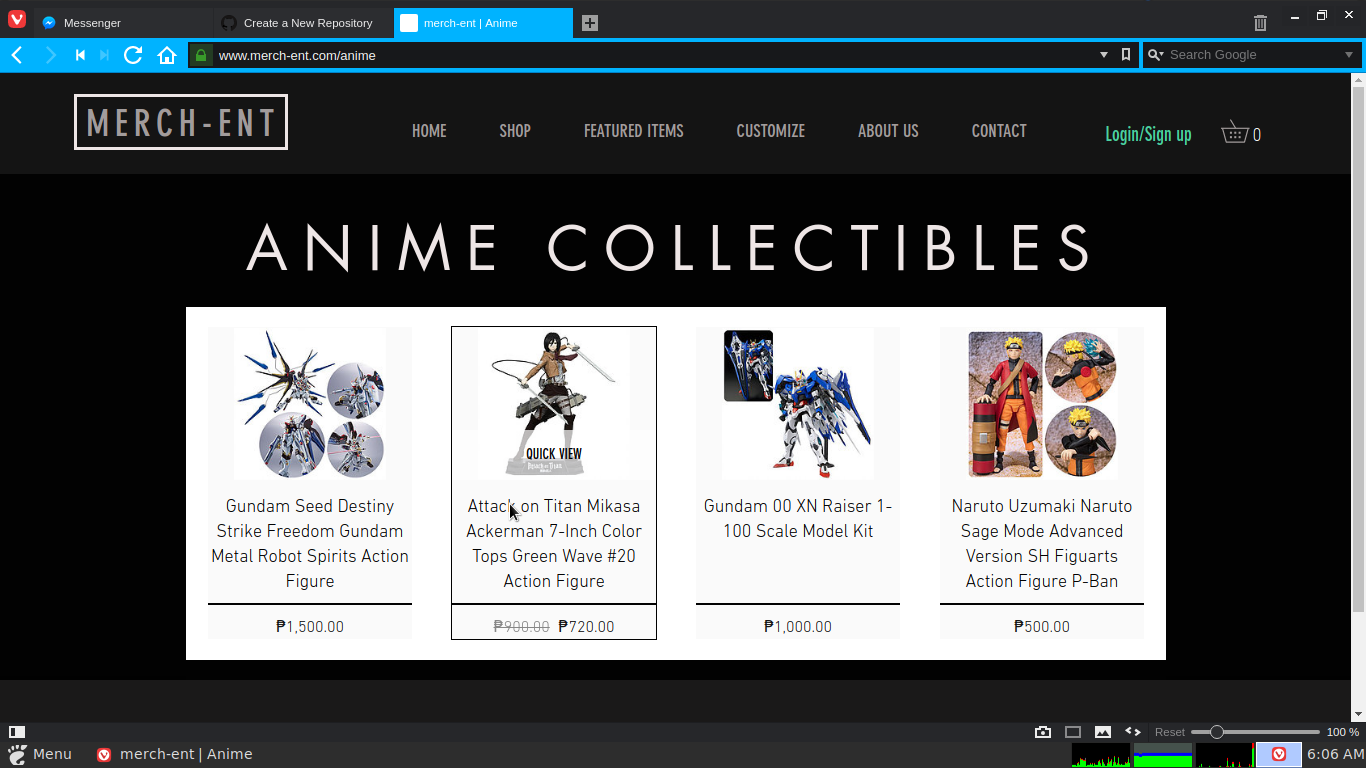 Messenger
Create a New Repository
merch-ent | Anime
www.merch-ent.com/anime
Search Google
MERCH-ENT
HOME
SHOP
FEATURED ITEMS
CUSTOMIZE
ABOUT US
CONTACT
Login/Sign up
0
ANIME COLLECTIBLES
Gundam Seed Destiny
Strike Freedom Gundam
Metal Robot Spirits Action
Figure
₱1,500.00
QUICK VIEW
Attack on Titan
Attack on Titan Mikasa
Ackerman 7-Inch Color
Tops Green Wave #20
Action Figure
₱900.00 ₱720.00
Gundam 00 XN Raiser 1-
100 Scale Model Kit
₱1,000.00
Naruto Uzumaki Naruto
Sage Mode Advanced
Version SH Figuarts
Action Figure P-Ban
₱500.00
Reset
100 %
Menu
merch-ent | Anime
6:06 AM